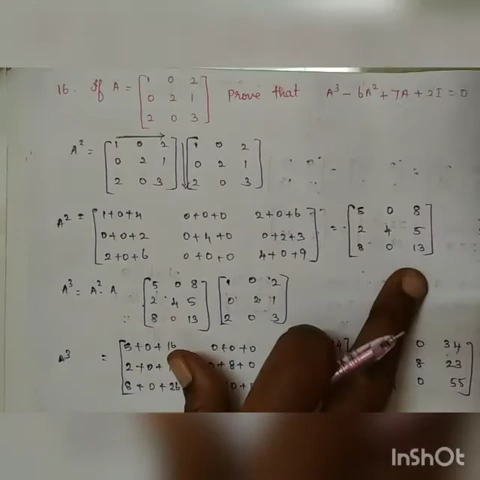 16. If A = [1 0 2 Prove that A³ - 6A² + 7A + 2I = 0
0 2 1
2 0 3]
A² = [1 0 2 [1 0 2
0 2 1 0 2 1
2 0 3] 2 0 3]
A² = [1+0+4 0+0+0 2+0+6 = [5 0 8
0+0+2 0+4+0 0+2+3 2 4 5
2+0+6 0+0+0 4+0+9] 8 0 13]
A³ = A². A [5 0 8 [1 0 2
2 4 5 0 2 1
8 0 13] 2 0 3]
A³ = [5+0+16 0+0+0 0 34
2+0+ 0+8+0 8 23
8+0+26 0 55]
InShOt